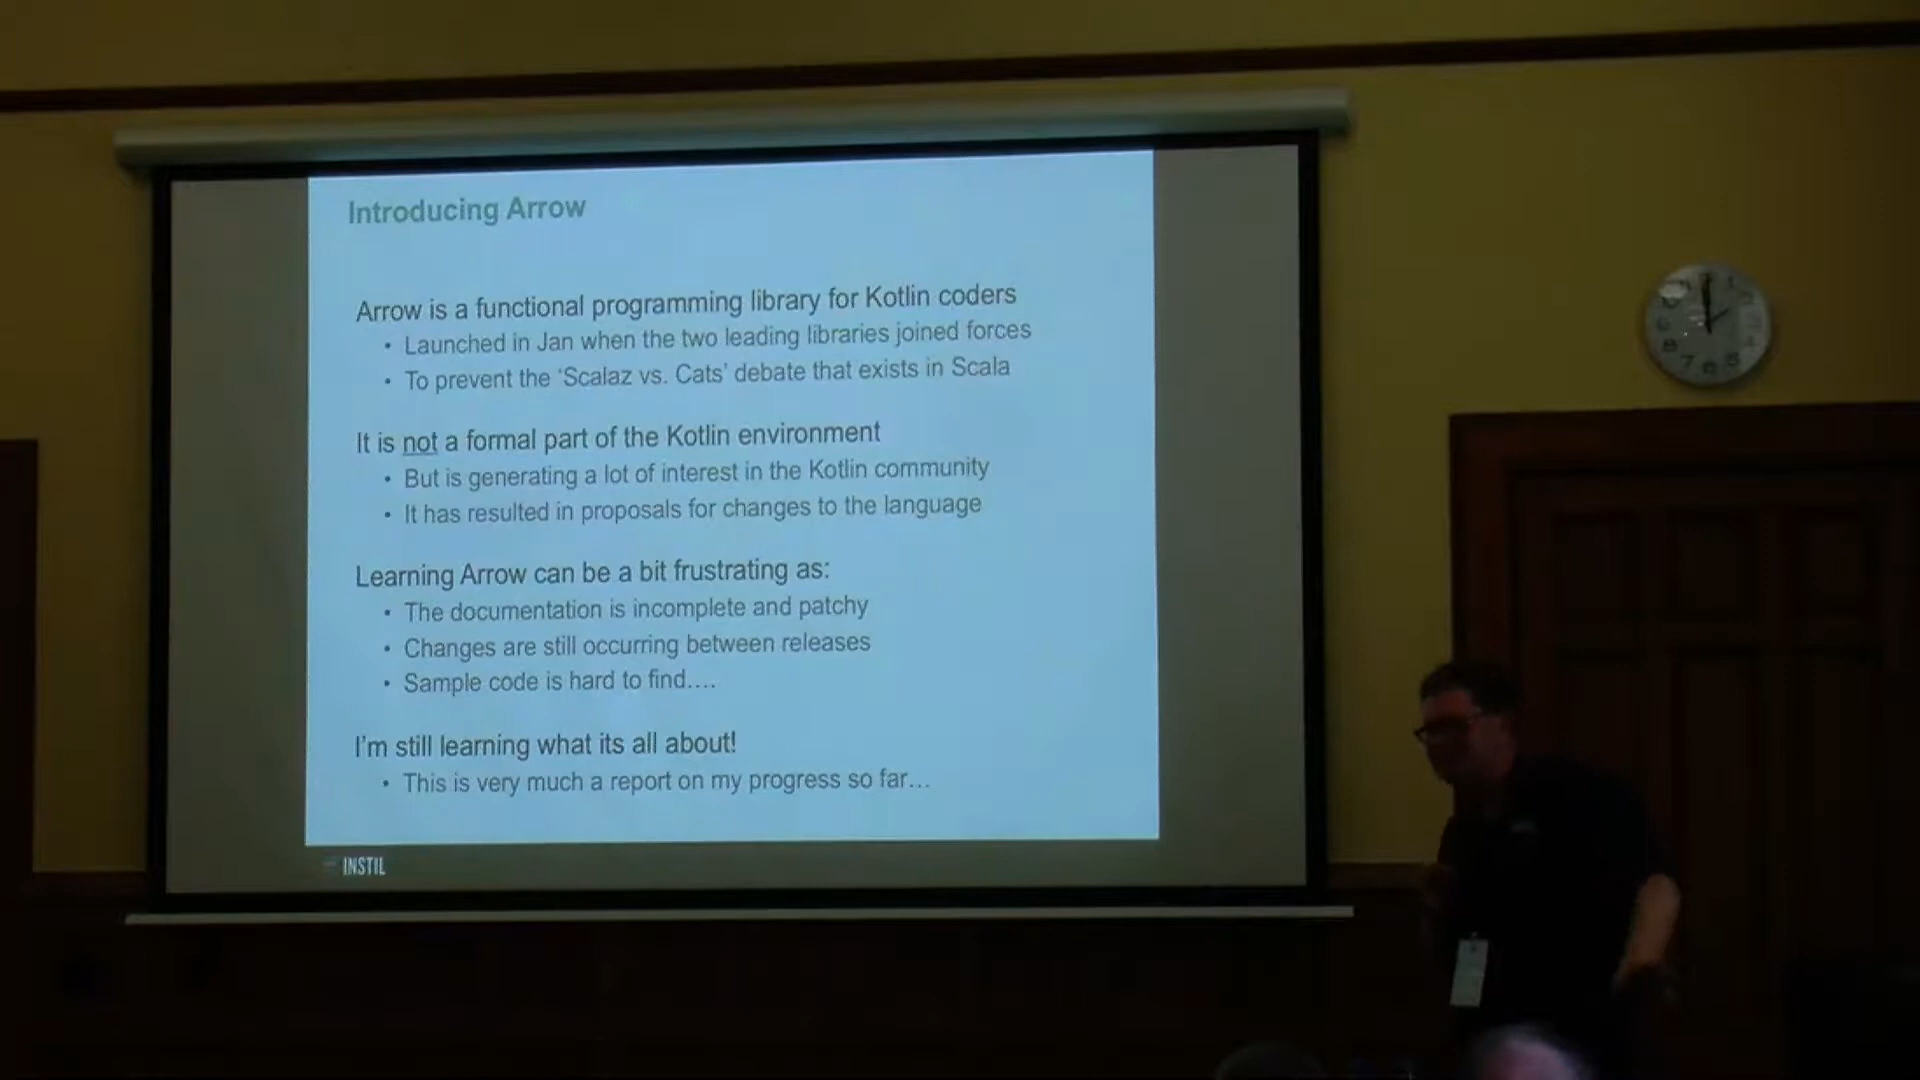 Introducing Arrow
Arrow is a functional programming library for Kotlin coders
• Launched in Jan when the two leading libraries joined forces
• To prevent the ‘Scalaz vs. Cats’ debate that exists in Scala
It is not a formal part of the Kotlin environment
• But is generating a lot of interest in the Kotlin community
• It has resulted in proposals for changes to the language
Learning Arrow can be a bit frustrating as:
• The documentation is incomplete and patchy
• Changes are still occurring between releases
• Sample code is hard to find....
I'm still learning what its all about!
• This is very much a report on my progress so far...
INSTIL